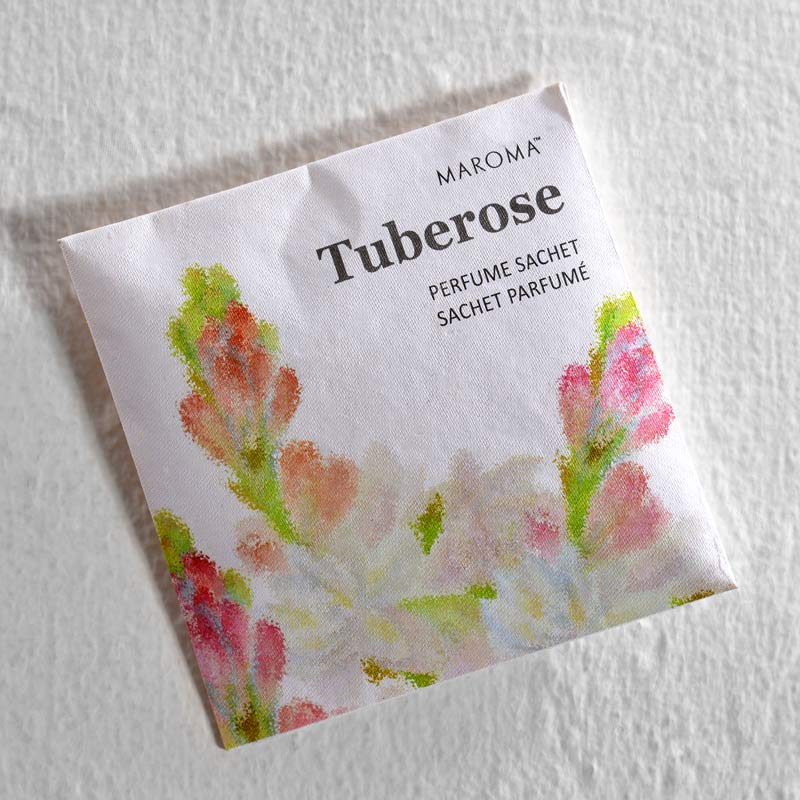 MAROMA™
Tuberose
PERFUME SACHET
SACHET PARFUMÉ